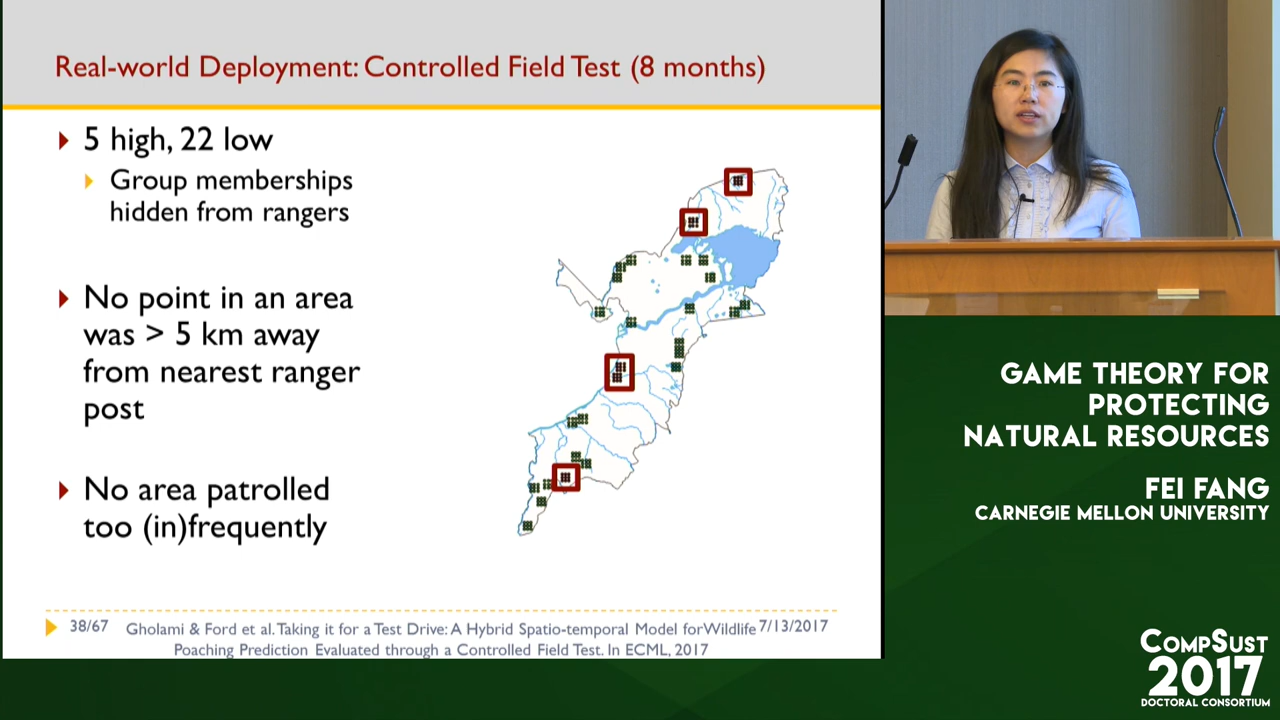 Real-world Deployment: Controlled Field Test (8 months)
5 high, 22 low
Group memberships
hidden from rangers
No point in an area
was > 5 km away
from nearest ranger
post
No area patrolled
too (in)frequently
38/67
Gholami & Ford et al. Taking it for a Test Drive: A Hybrid Spatio-temporal Model for Wildlife
Poaching Prediction Evaluated through a Controlled Field Test. In ECML, 2017
7/13/2017
GAME THEORY FOR
PROTECTING
NATURAL RESOURCES
FEI FANG
CARNEGIE MELLON UNIVERSITY
COMPSUST
2017
DOCTORAL CONSORTIUM